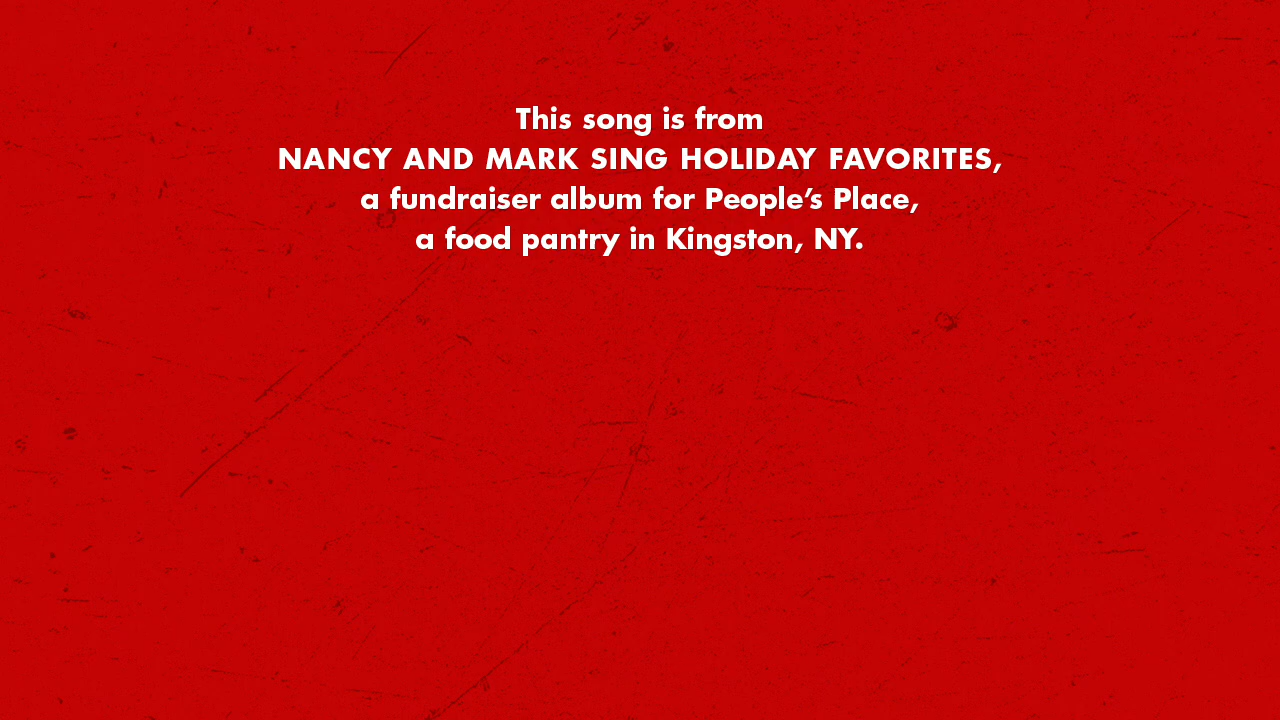 This song is from
NANCY AND MARK SING HOLIDAY FAVORITES,
a fundraiser album for People’s Place,
a food pantry in Kingston, NY.